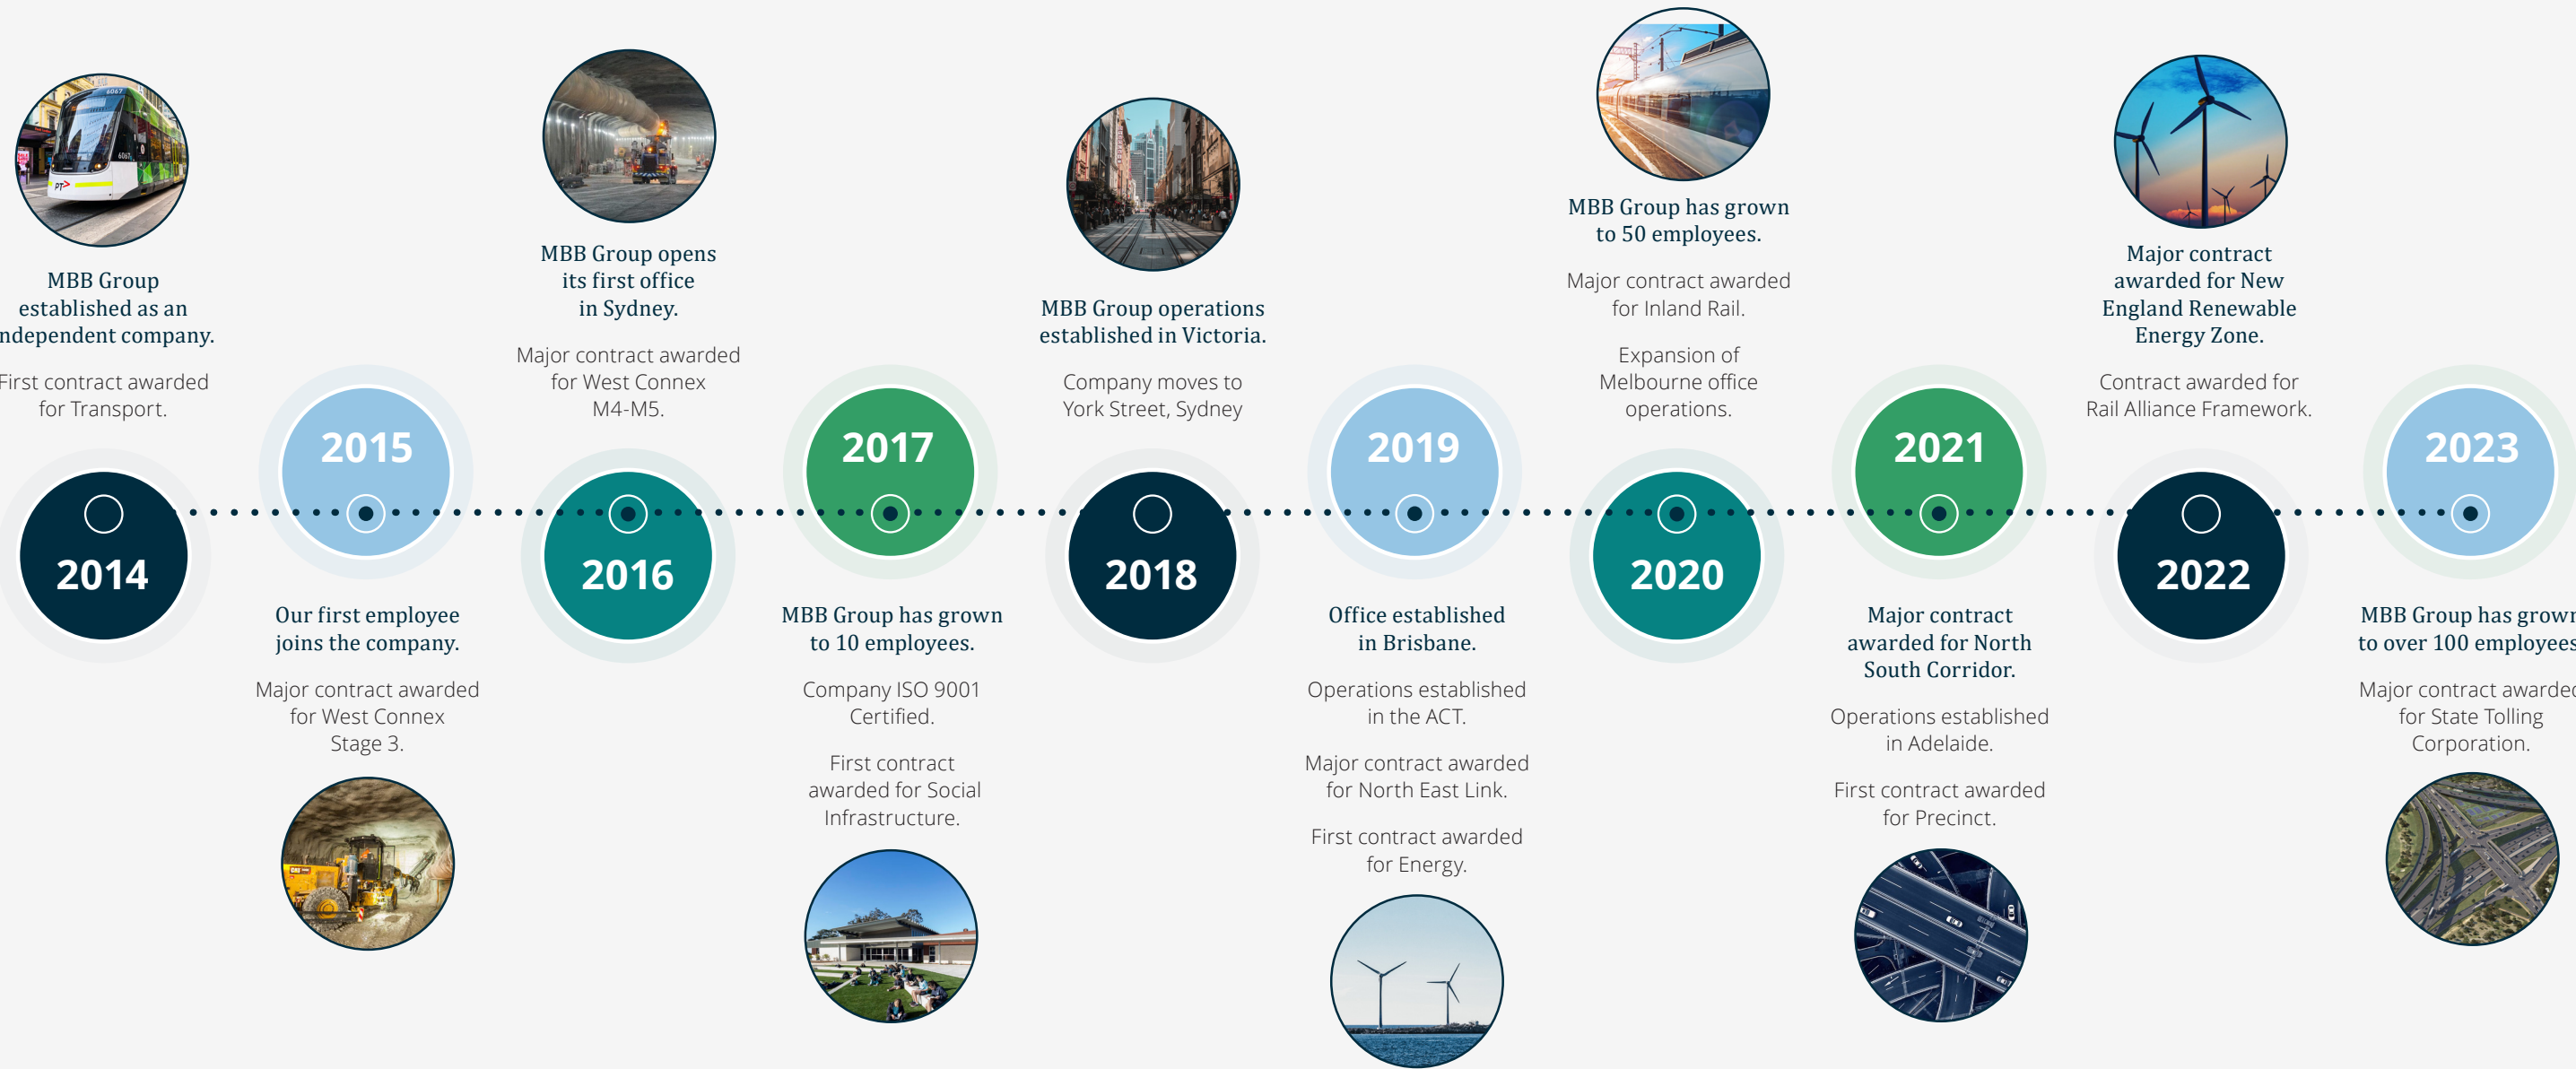 MBB Group
established as an
ndependent company.
First contract awarded
for Transport.
2014
2015
Our first employee
joins the company.
Major contract awarded
for West Connex
Stage 3.
MBB Group opens
its first office
in Sydney.
Major contract awarded
for West Connex
M4-M5.
2016
2017
MBB Group has grown
to 10 employees.
Company ISO 9001
Certified.
First contract
awarded for Social
Infrastructure.
MBB Group operations
established in Victoria.
Company moves to
York Street, Sydney
2018
2019
Office established
in Brisbane.
Operations established
in the ACT.
Major contract awarded
for North East Link.
First contract awarded
for Energy.
MBB Group has grown
to 50 employees.
Major contract awarded
for Inland Rail.
Expansion of
Melbourne office
operations.
2020
2021
Major contract
awarded for North
South Corridor.
Operations established
in Adelaide.
First contract awarded
for Precinct.
Major contract
awarded for New
England Renewable
Energy Zone.
Contract awarded for
Rail Alliance Framework.
2022
2023
MBB Group has grown
to over 100 employees
Major contract awarded
for State Tolling
Corporation.
6067
6067
PT>